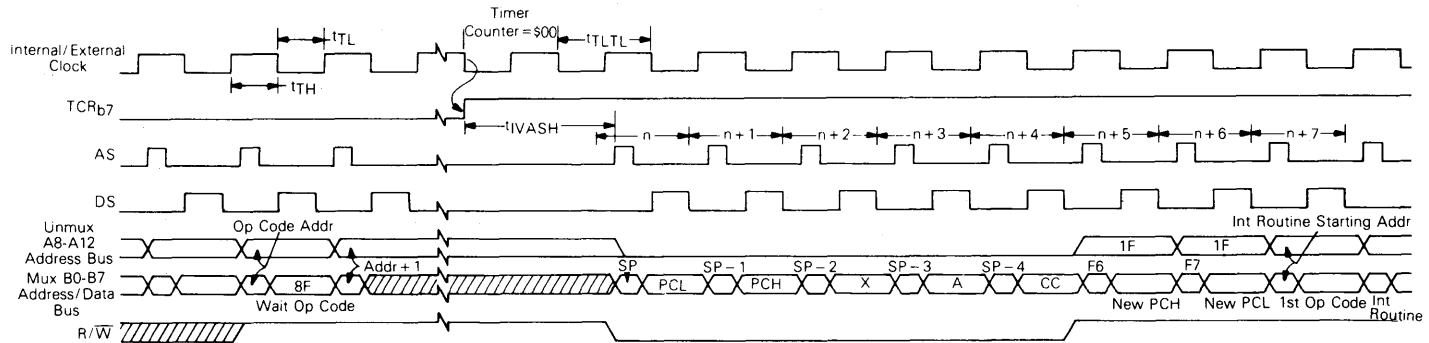 Timer
Counter = $00
internal/External
Clock
tTL
tTH
tTLTL
TCRb7
tIVASH
n
n + 1
n + 2
n + 3
n + 4
n + 5
n + 6
n + 7
AS
DS
Unmux
A8-A12
Address Bus
Op Code Addr
Int Routine Starting Addr
1F
1F
Addr + 1
Mux B0-B7
Address/Data
Bus
8F
Wait Op Code
SP
PCL
SP - 1
PCH
SP - 2
X
SP - 3
A
SP - 4
CC
F6
New PCH
F7
New PCL
1st Op Code
Int
Routine
R/W̅